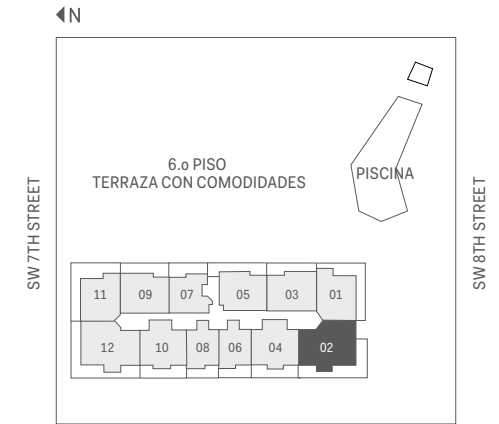 N
6.o PISO
TERRAZA CON COMODIDADES
PISCINA
SW 7TH STREET
SW 8TH STREET
11 09 07 05 03 01
12 10 08 06 04 02